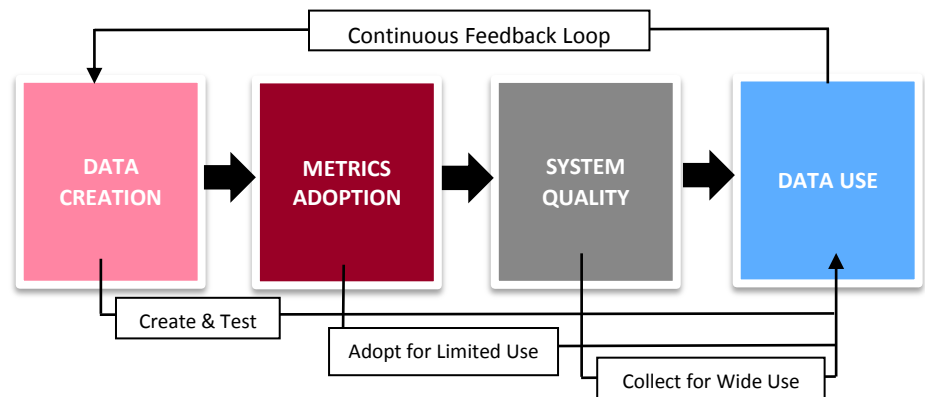 Continuous Feedback Loop
DATA
CREATION
METRICS
ADOPTION
SYSTEM
QUALITY
DATA USE
Create & Test
Adopt for Limited Use
Collect for Wide Use